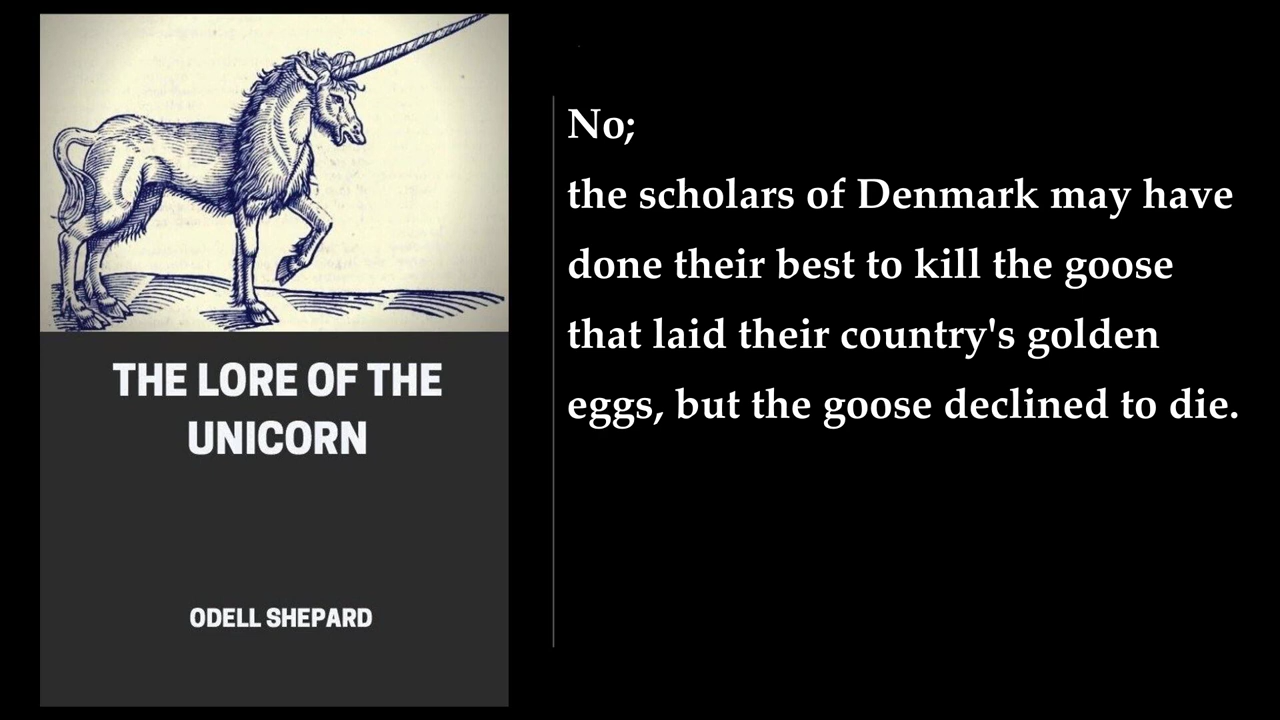 THE LORE OF THE
UNICORN
ODELL SHEPARD
No;
the scholars of Denmark may have
done their best to kill the goose
that laid their country's golden
eggs, but the goose declined to die.